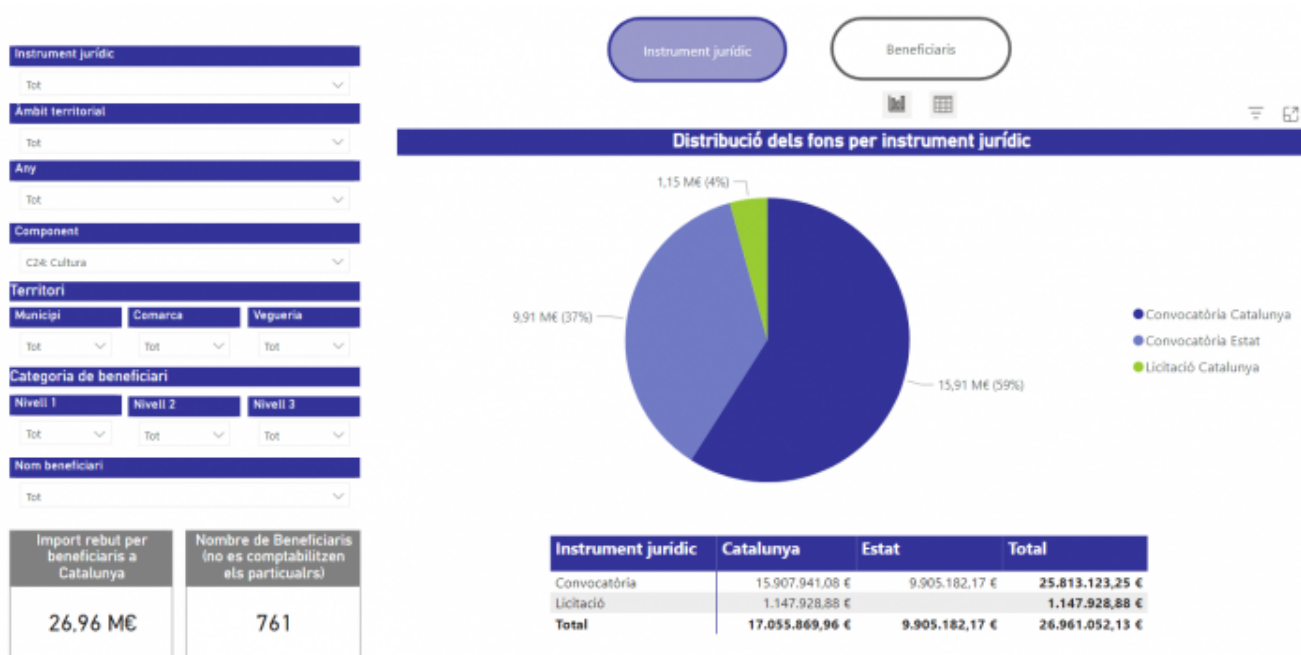 Instrument jurídic
Tot
Àmbit territorial
Tot
Any
Tot
Component
C24: Cultura
Territori
Municipi Comarca Vegueria
Tot Tot Tot
Categoria de beneficiari
Nivell 1 Nivell 2 Nivell 3
Tot Tot Tot
Nom beneficiari
Tot
Import rebut per
beneficiaris a
Catalunya
26,96 M€
Nombre de Beneficiaris
(no es comptabilitzen
els particualrs)
761
Instrument jurídic Beneficiaris
Distribució dels fons per instrument jurídic
1,15 M€ (4%)
9,91 M€ (37%)
15,91 M€ (59%)
Convocatòria Catalunya
Convocatòria Estat
Licitació Catalunya
Instrument jurídic Catalunya Estat Total
Convocatòria 15.907.941,08 € 9.905.182,17 € 25.813.123,25 €
Licitació 1.147.928,88 € 1.147.928,88 €
Total 17.055.869,96 € 9.905.182,17 € 26.961.052,13 €